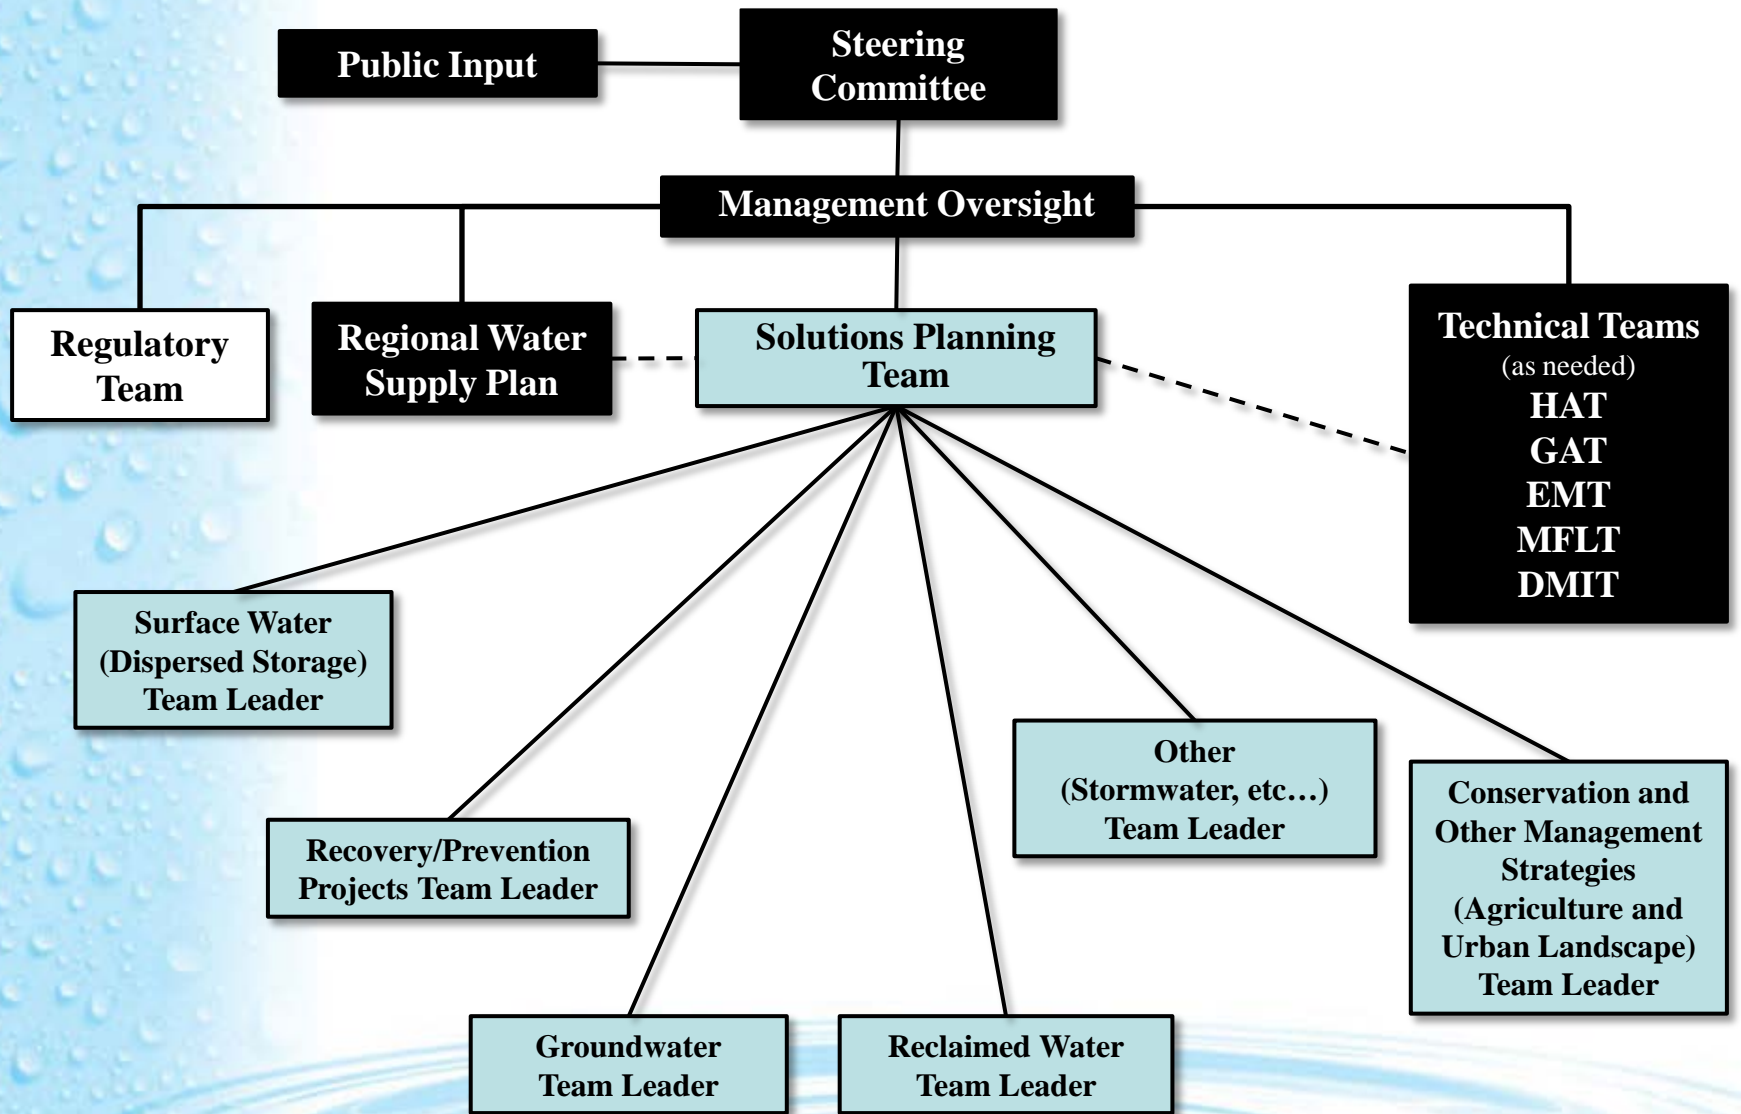 Public Input
Steering
Committee
Management Oversight
Regulatory
Team
Regional Water
Supply Plan
Solutions Planning
Team
Technical Teams
(as needed)
HAT
GAT
EMT
MFLT
DMIT
Surface Water
(Dispersed Storage)
Team Leader
Recovery/Prevention
Projects Team Leader
Groundwater
Team Leader
Reclaimed Water
Team Leader
Other
(Stormwater, etc…)
Team Leader
Conservation and
Other Management
Strategies
(Agriculture and
Urban Landscape)
Team Leader